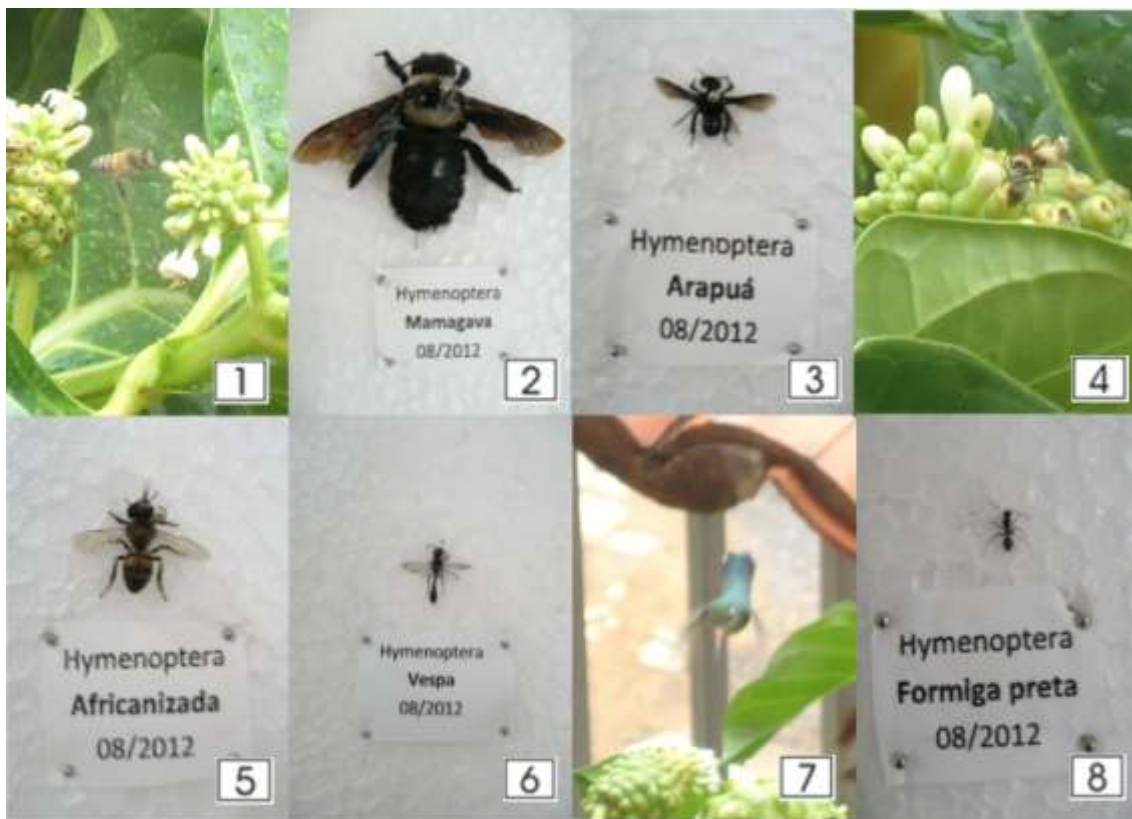 1
2
Hymenoptera
Mamagava
08/2012
3
Hymenoptera
Arapuá
08/2012
4
5
Hymenoptera
Africanizada
08/2012
6
Hymenoptera
Vespa
08/2012
7
8
Hymenoptera
Formiga preta
08/2012